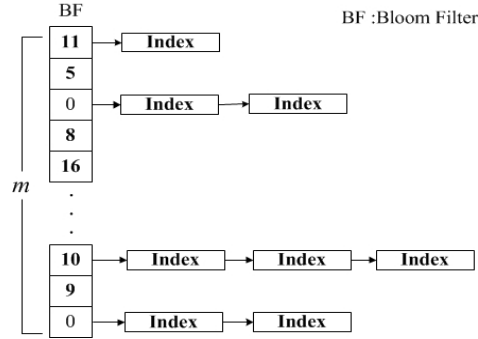 BF
BF :Bloom Filter
11 Index
5
0 Index Index
8
16
m
.
.
.
10 Index Index Index
9
0 Index Index